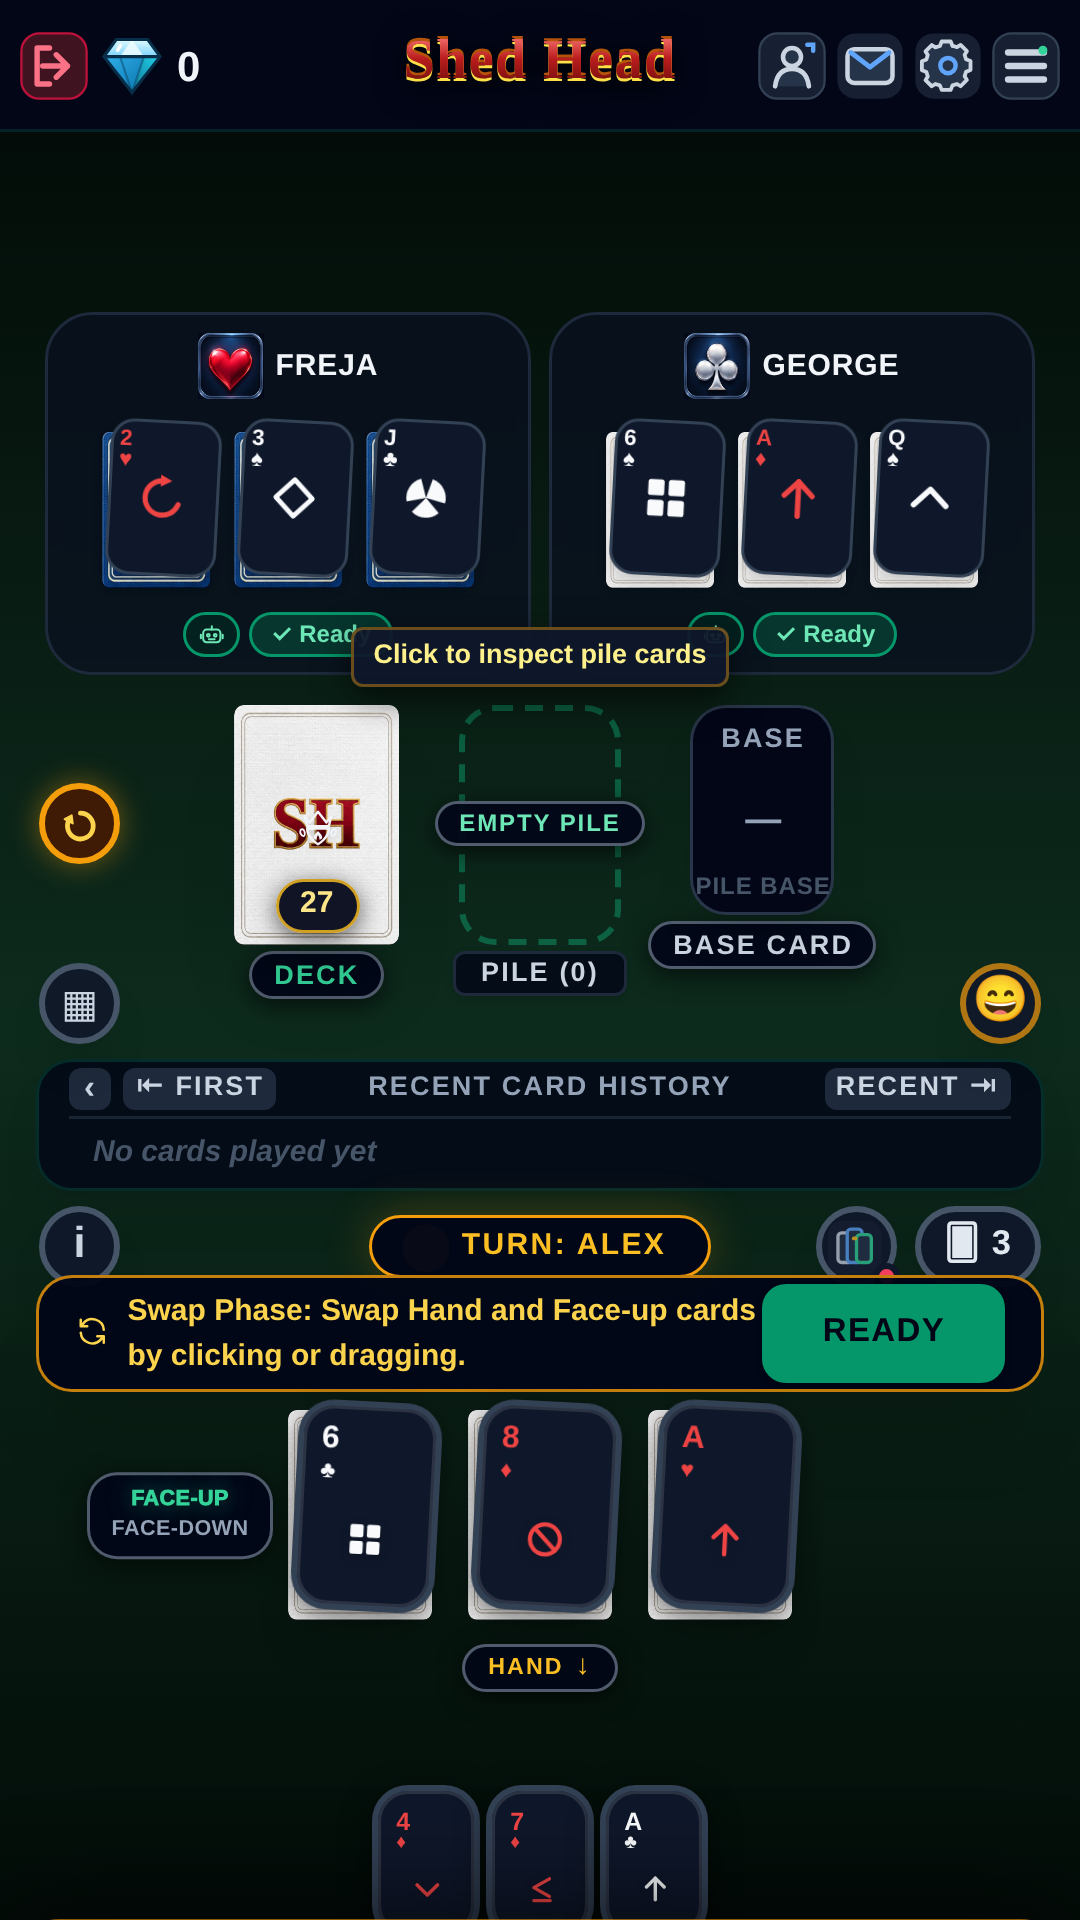 0
Shed Head
FREJA
GEORGE
2
3
J
6
A
Q
Ready
Ready
Click to inspect pile cards
SH
27
DECK
EMPTY PILE
PILE (0)
BASE
—
PILE BASE
BASE CARD
‹
⇤ FIRST
RECENT CARD HISTORY
RECENT ⇥
No cards played yet
i
TURN: ALEX
3
Swap Phase: Swap Hand and Face-up cards
by clicking or dragging.
READY
FACE-UP
FACE-DOWN
6
8
A
HAND ↓
4
7
A
≤